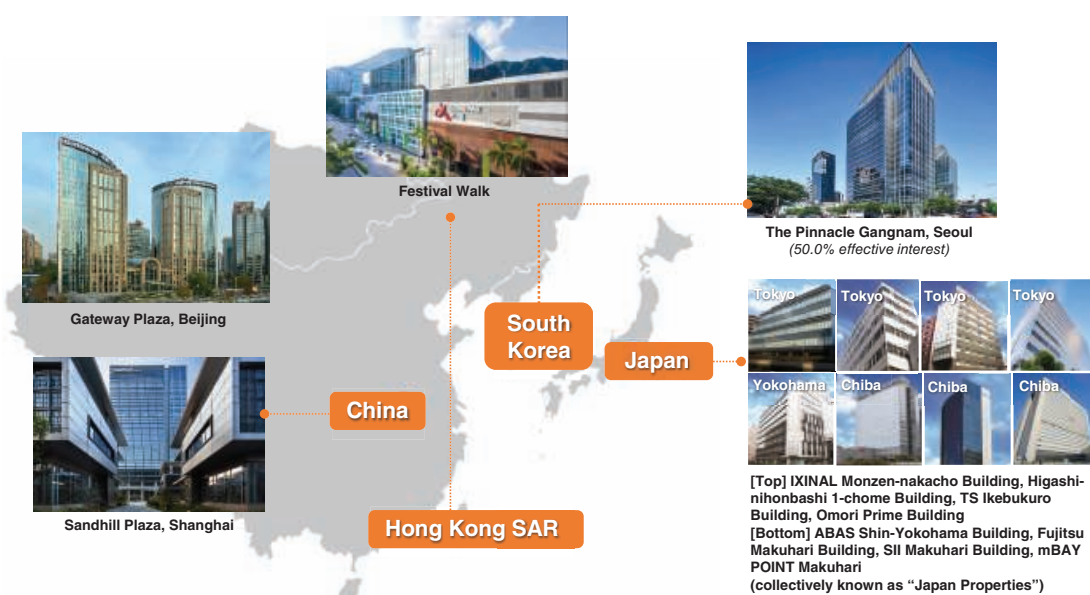 Festival Walk
The Pinnacle Gangnam, Seoul
(50.0% effective interest)
Gateway Plaza, Beijing
South
Korea
Japan
China
Sandhill Plaza, Shanghai
Hong Kong SAR
Tokyo
Tokyo
Tokyo
Tokyo
Yokohama
Chiba
Chiba
Chiba
[Top] IXINAL Monzen-nakacho Building, Higashi-
nihonbashi 1-chome Building, TS Ikebukuro
Building, Omori Prime Building
[Bottom] ABAS Shin-Yokohama Building, Fujitsu
Makuhari Building, SII Makuhari Building, mBAY
POINT Makuhari
(collectively known as “Japan Properties”)